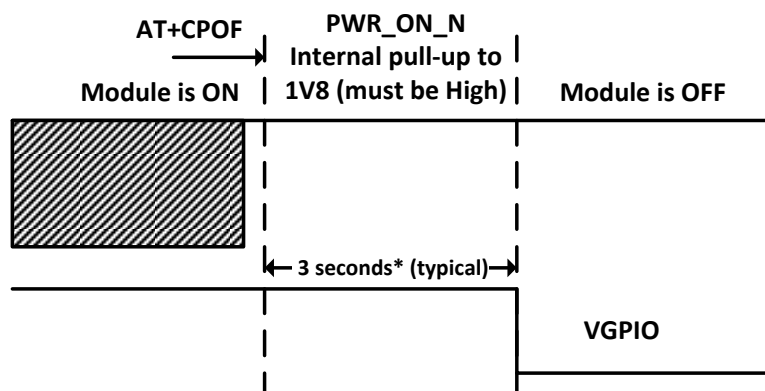 AT+CPOF
PWR_ON_N
Internal pull-up to
1V8 (must be High)
Module is ON
Module is OFF
3 seconds* (typical)
VGPIO